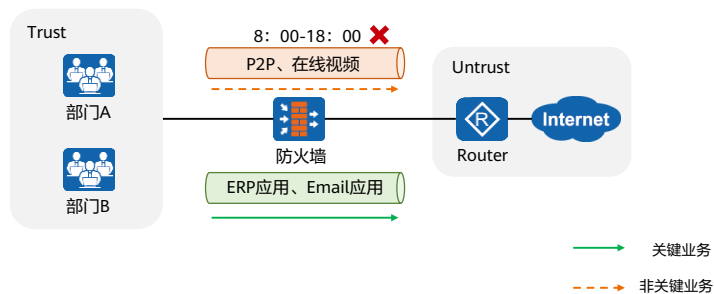 Trust
部门A
部门B
8：00-18：00
P2P、在线视频
防火墙
ERP应用、Email应用
Untrust
R
Router
Internet
关键业务
非关键业务